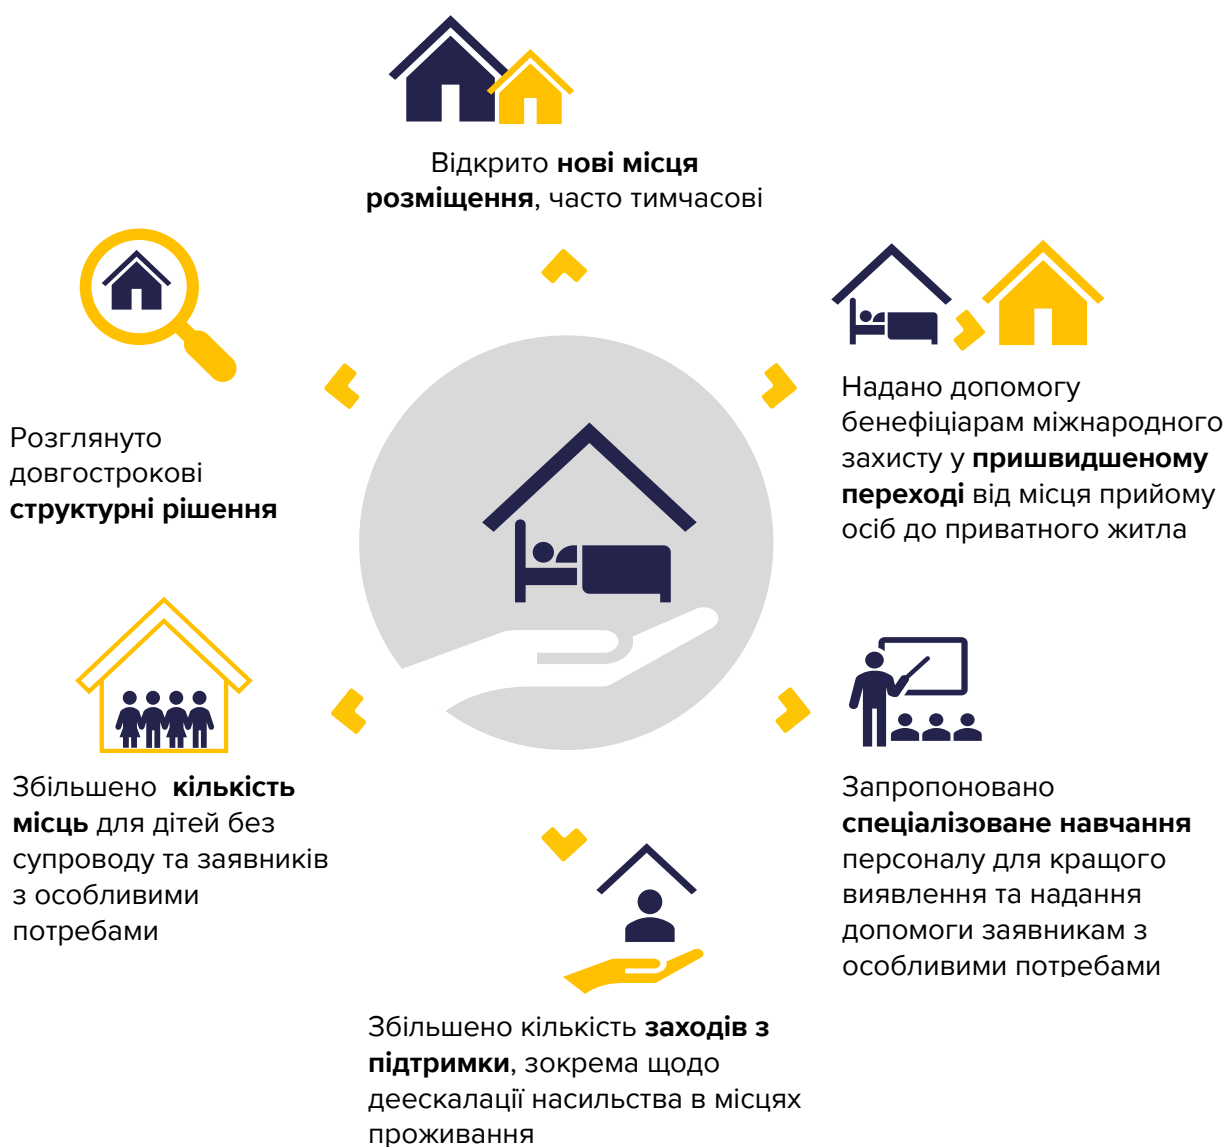 Відкрито нові місця
розміщення, часто тимчасові
Надано допомогу
бенефіціарам міжнародного
захисту у пришвидшеному
переході від місця прийому
осіб до приватного житла
Розглянуто
довгострокові
структурні рішення
Збільшено  кількість
місць для дітей без
супроводу та заявників
з особливими
потребами
Запропоновано
спеціалізоване навчання
персоналу для кращого
виявлення та надання
допомоги заявникам з
особливими потребами
Збільшено кількість заходів з
підтримки, зокрема щодо
деескалації насильства в місцях
проживання